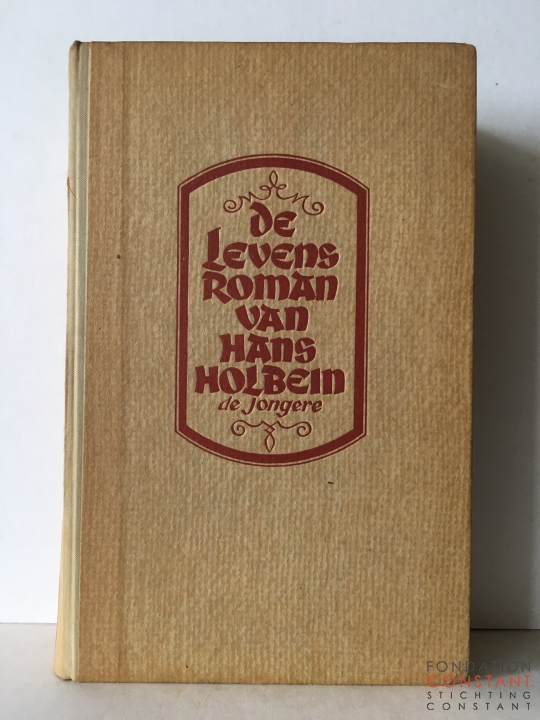 De
Levens
Roman
van
Hans
Holbein
de Jongere
FONDATION
CONSTANT
STICHTING
CONSTANT